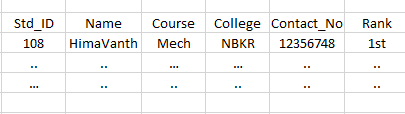 Std_ID Name Course College Contact_No Rank
108 HimaVanth Mech NBKR 12356748 1st
.. .. ... ... .. ..
... .. .. .. .. ..